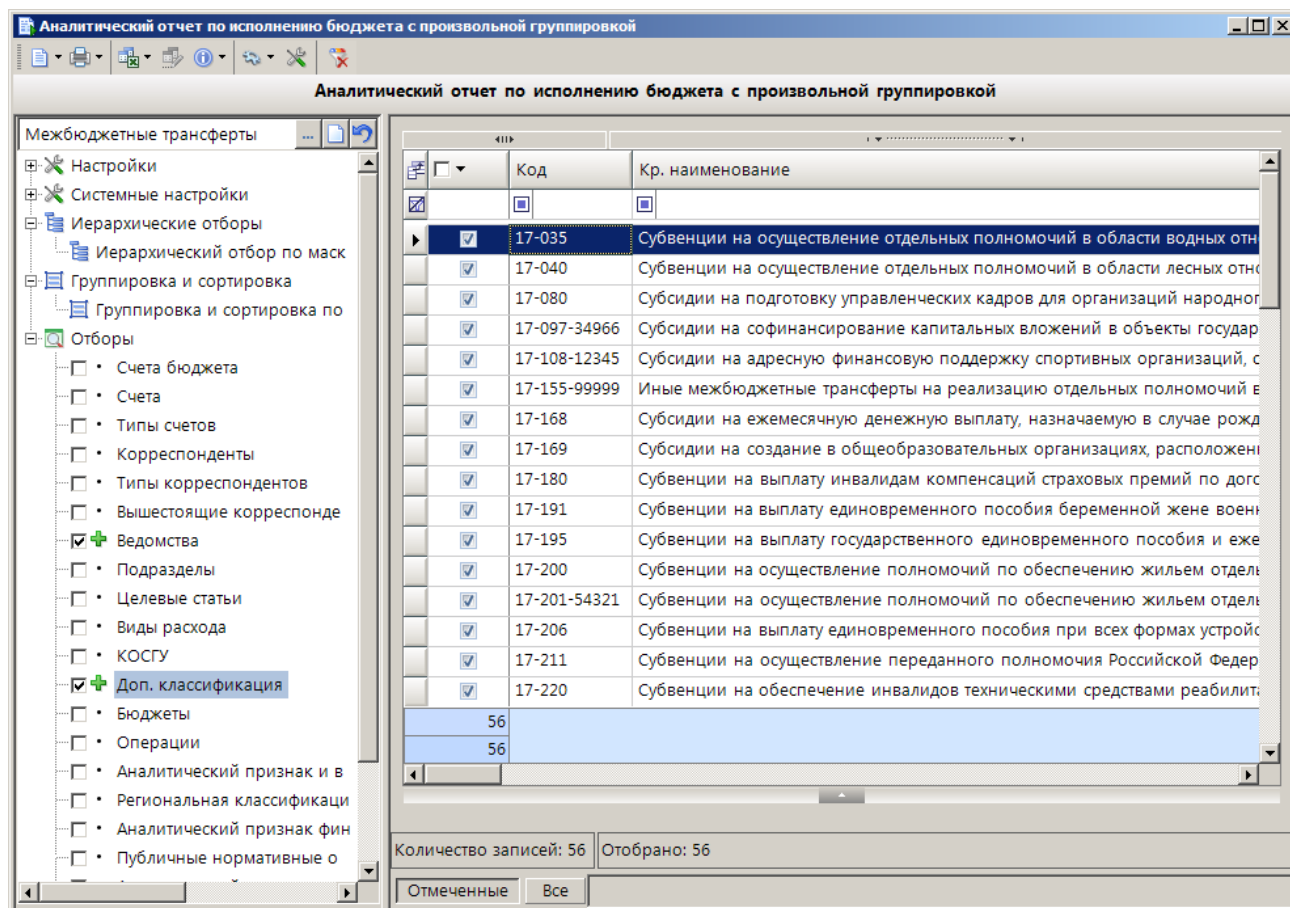 Аналитический отчет по исполнению бюджета с произвольной группировкой
Аналитический отчет по исполнению бюджета с произвольной группировкой
Межбюджетные трансферты ...
Настройки
Системные настройки
Иерархические отборы
Иерархический отбор по маск
Группировка и сортировка
Группировка и сортировка по
Отборы
Счета бюджета
Счета
Типы счетов
Корреспонденты
Типы корреспондентов
Вышестоящие корреспонде
Ведомства
Подразделы
Целевые статьи
Виды расхода
КОСГУ
Доп. классификация
Бюджеты
Операции
Аналитический признак и в
Региональная классификаци
Аналитический признак фин
Публичные нормативные о
Код Кр. наименование
17-035 Субвенции на осуществление отдельных полномочий в области водных отн
17-040 Субвенции на осуществление отдельных полномочий в области лесных отно
17-080 Субсидии на подготовку управленческих кадров для организаций народног
17-097-34966 Субсидии на софинансирование капитальных вложений в объекты государ
17-108-12345 Субсидии на адресную финансовую поддержку спортивных организаций, с
17-155-99999 Иные межбюджетные трансферты на реализацию отдельных полномочий в
17-168 Субсидии на ежемесячную денежную выплату, назначаемую в случае рожд
17-169 Субсидии на создание в общеобразовательных организациях, расположен
17-180 Субвенции на выплату инвалидам компенсаций страховых премий по дого
17-191 Субвенции на выплату единовременного пособия беременной жене воен
17-195 Субвенции на выплату государственного единовременного пособия и еже
17-200 Субвенции на осуществление полномочий по обеспечению жильем отдель
17-201-54321 Субвенции на осуществление полномочий по обеспечению жильем отдель
17-206 Субвенции на выплату единовременного пособия при всех формах устройс
17-211 Субвенции на осуществление переданного полномочия Российской Федер
17-220 Субвенции на обеспечение инвалидов техническими средствами реабилита
56
56
Количество записей: 56 Отобрано: 56
Отмеченные Все